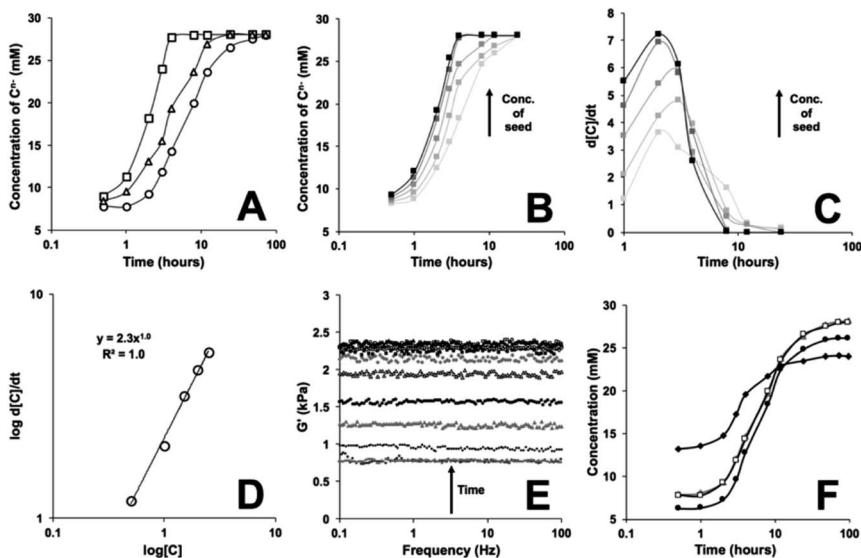 30
25
20
15
10
5
Concentration of Cⁿ⁻ (mM)
0.1 1 10 100
Time (hours)
A
30
25
20
15
10
5
Concentration of Cⁿ⁻ (mM)
0.1 1 10 100
Time (hours)
Conc.
of
seed
B
8
7
6
5
4
3
2
1
0
d[C]/dt
1 10 100
Time (hours)
Conc.
of
seed
C
10
1
log d[C]/dt
y = 2.3x¹·⁰
R² = 1.0
0.1 1 10
log[C]
D
3
2.5
2
1.5
1
0.5
0
G' (kPa)
0.1 1 10 100
Frequency (Hz)
Time
E
30
25
20
15
10
5
0
Concentration (mM)
0.1 1 10 100
Time (hours)
F